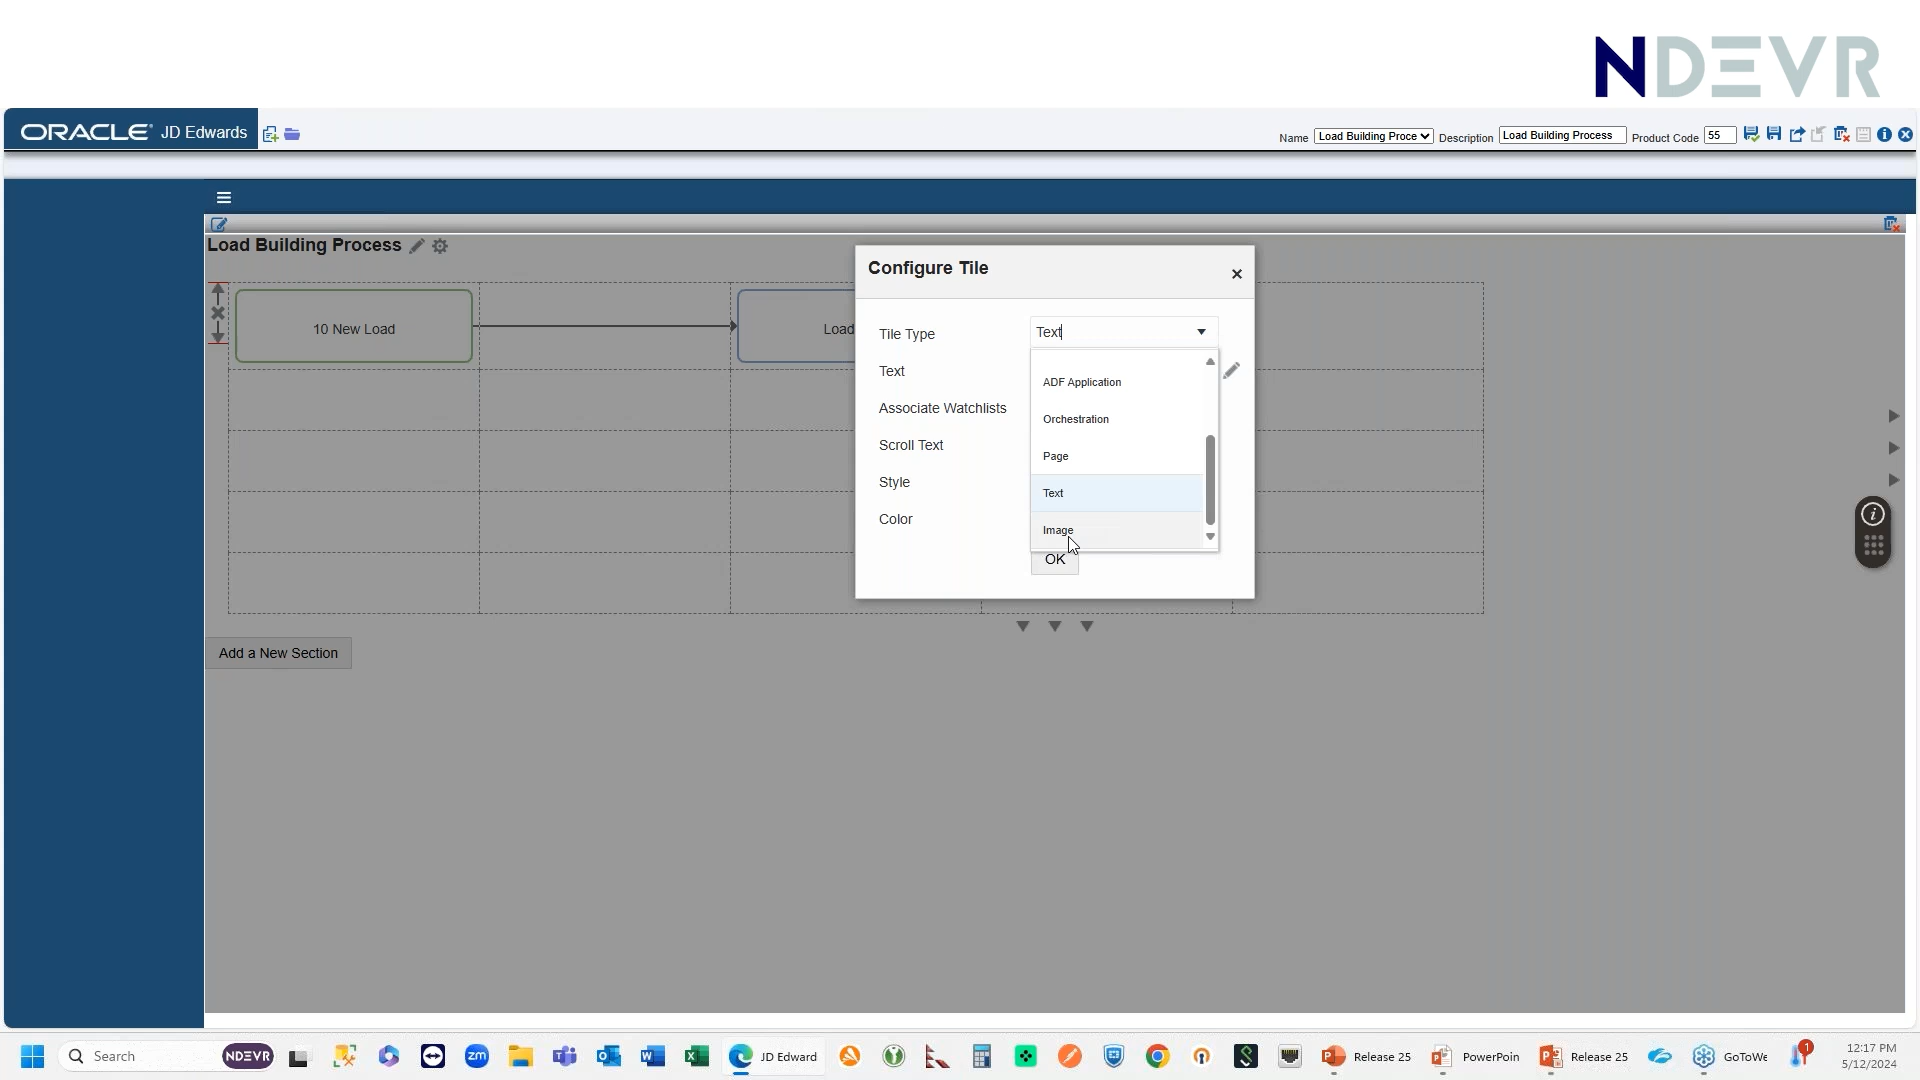 NDEVR
ORACLE JD Edwards
Name Load Building Proce Description Load Building Process Product Code 55
Load Building Process
Configure Tile
10 New Load
Load
Tile Type Text
Text
ADF Application
Associate Watchlists
Orchestration
Scroll Text
Page
Style
Text
Color
Image
OK
Add a New Section
Search NDEVR zm JD Edward Release 25 PowerPoin Release 25 GoToWe 1 12:17 PM
5/12/2024